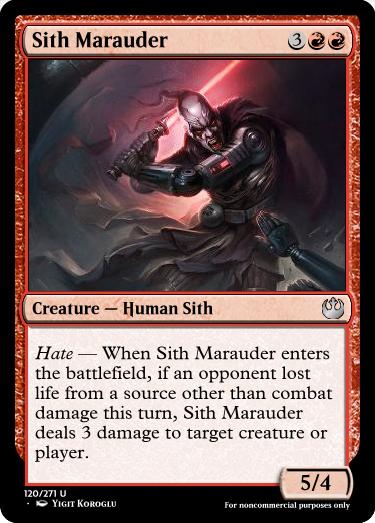 Sith Marauder 3
Creature — Human Sith
Hate — When Sith Marauder enters
the battlefield, if an opponent lost
life from a source other than combat
damage this turn, Sith Marauder
deals 3 damage to target creature or
player.
5/4
120/271 U
· Yigit Koroglu
For noncommercial purposes only